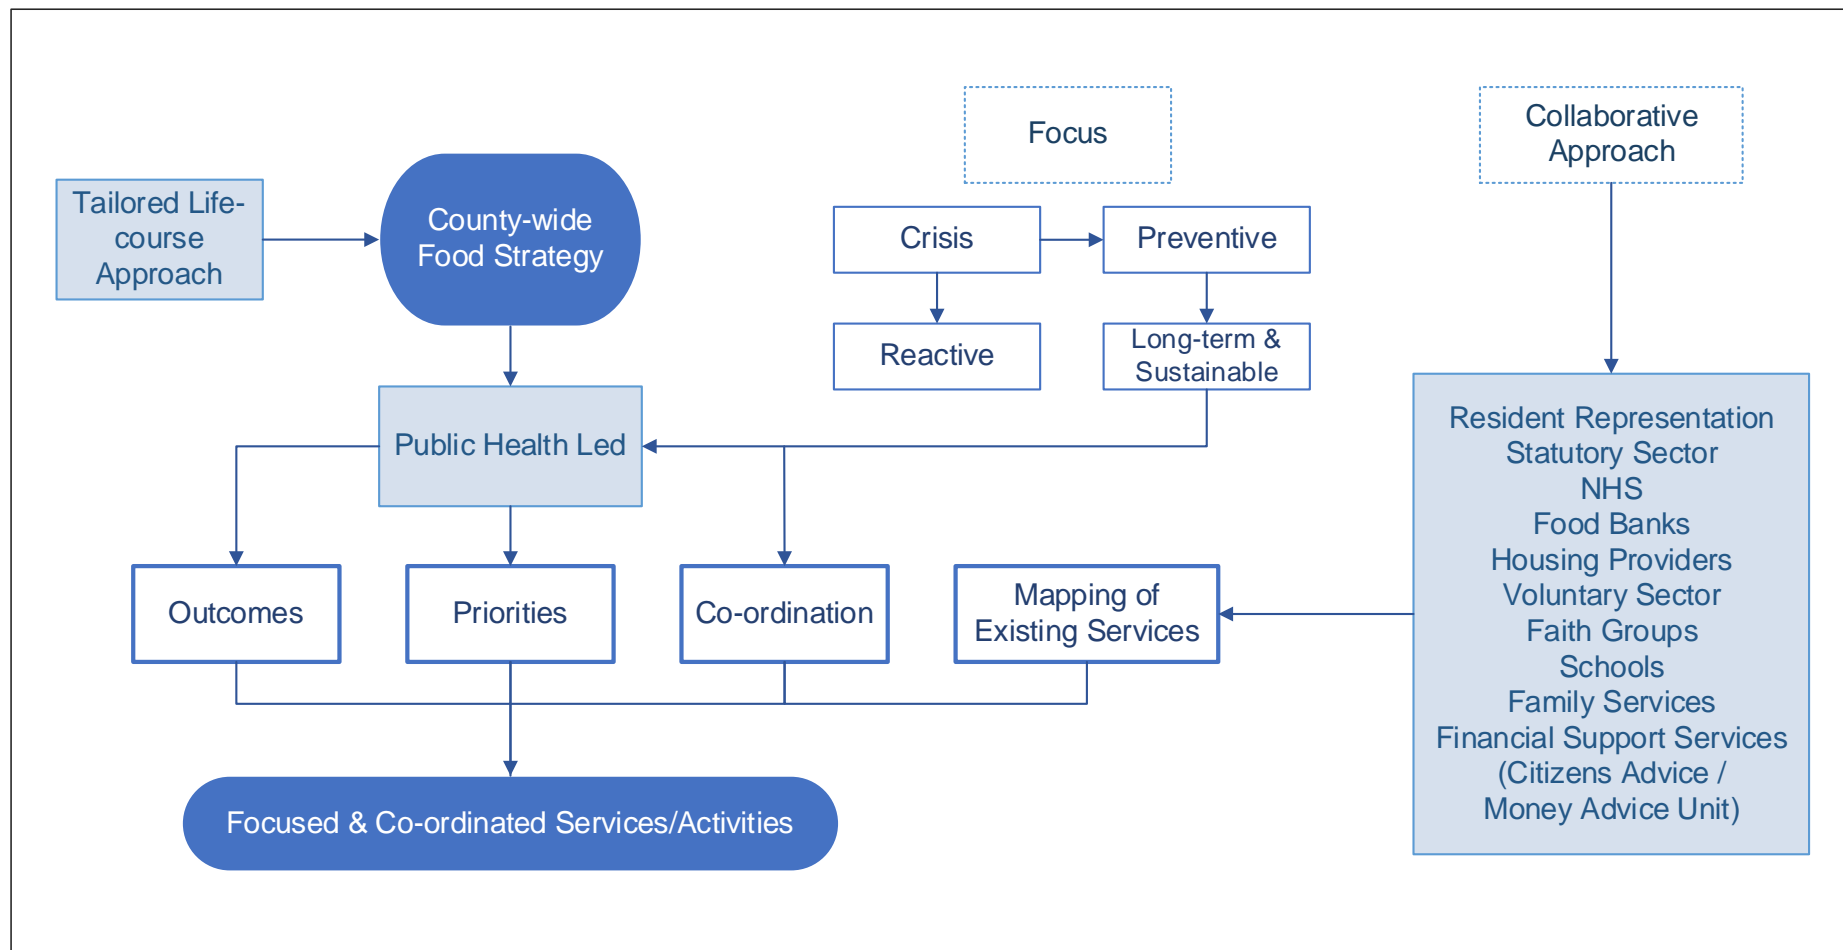 Focus
Collaborative
Approach
Tailored Life-
course
Approach
County-wide
Food Strategy
Crisis
Preventive
Reactive
Long-term &
Sustainable
Public Health Led
Resident Representation
Statutory Sector
NHS
Food Banks
Housing Providers
Voluntary Sector
Faith Groups
Schools
Family Services
Financial Support Services
(Citizens Advice /
Money Advice Unit)
Outcomes
Priorities
Co-ordination
Mapping of
Existing Services
Focused & Co-ordinated Services/Activities